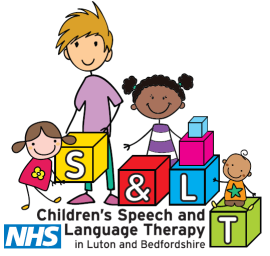 S & L T
Children's Speech and
Language Therapy
NHS in Luton and Bedfordshire